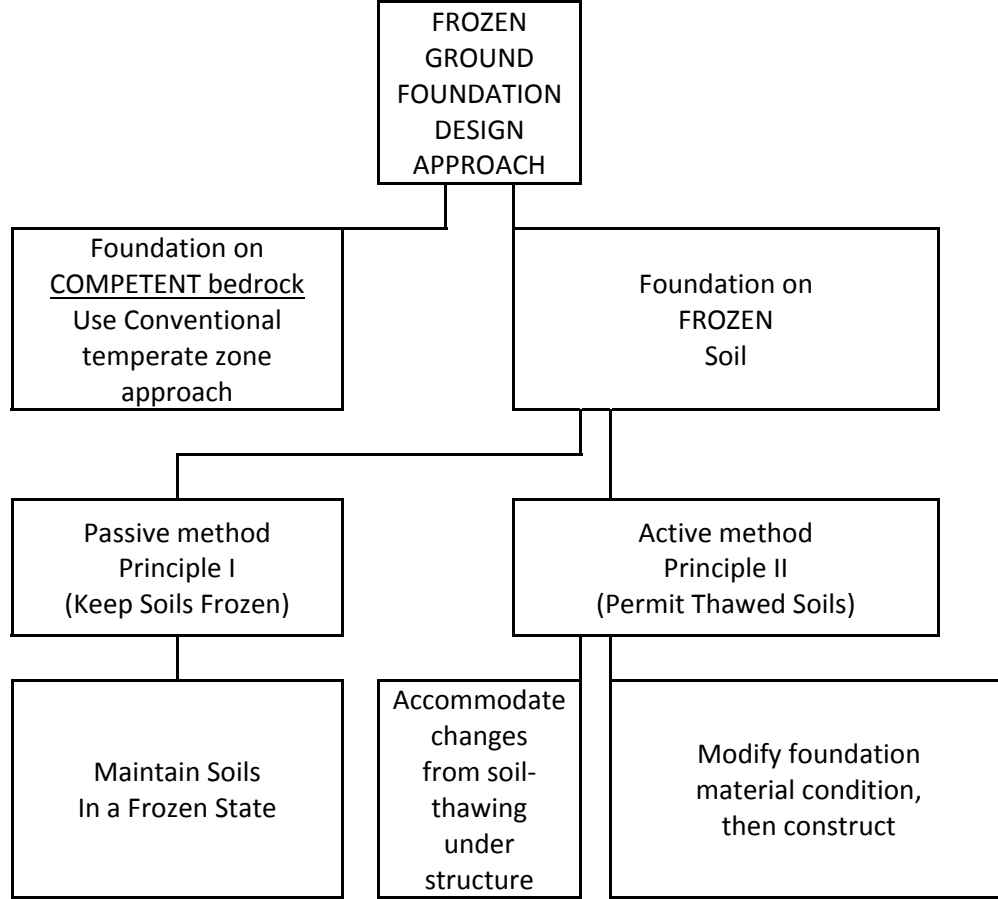 FROZEN
GROUND
FOUNDATION
DESIGN
APPROACH
Foundation on
COMPETENT bedrock
Use Conventional
temperate zone
approach
Foundation on
FROZEN
Soil
Passive method
Principle I
(Keep Soils Frozen)
Active method
Principle II
(Permit Thawed Soils)
Maintain Soils
In a Frozen State
Accommodate
changes
from soil-
thawing
under
structure
Modify foundation
material condition,
then construct